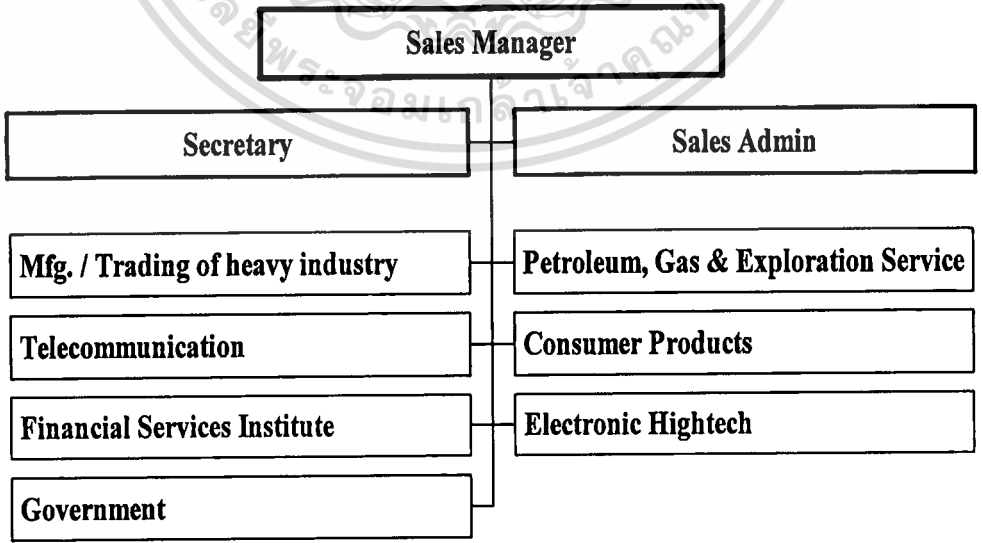 Sales Manager
Secretary
Sales Admin
Mfg. / Trading of heavy industry
Petroleum, Gas & Exploration Service
Telecommunication
Consumer Products
Financial Services Institute
Electronic Hightech
Government